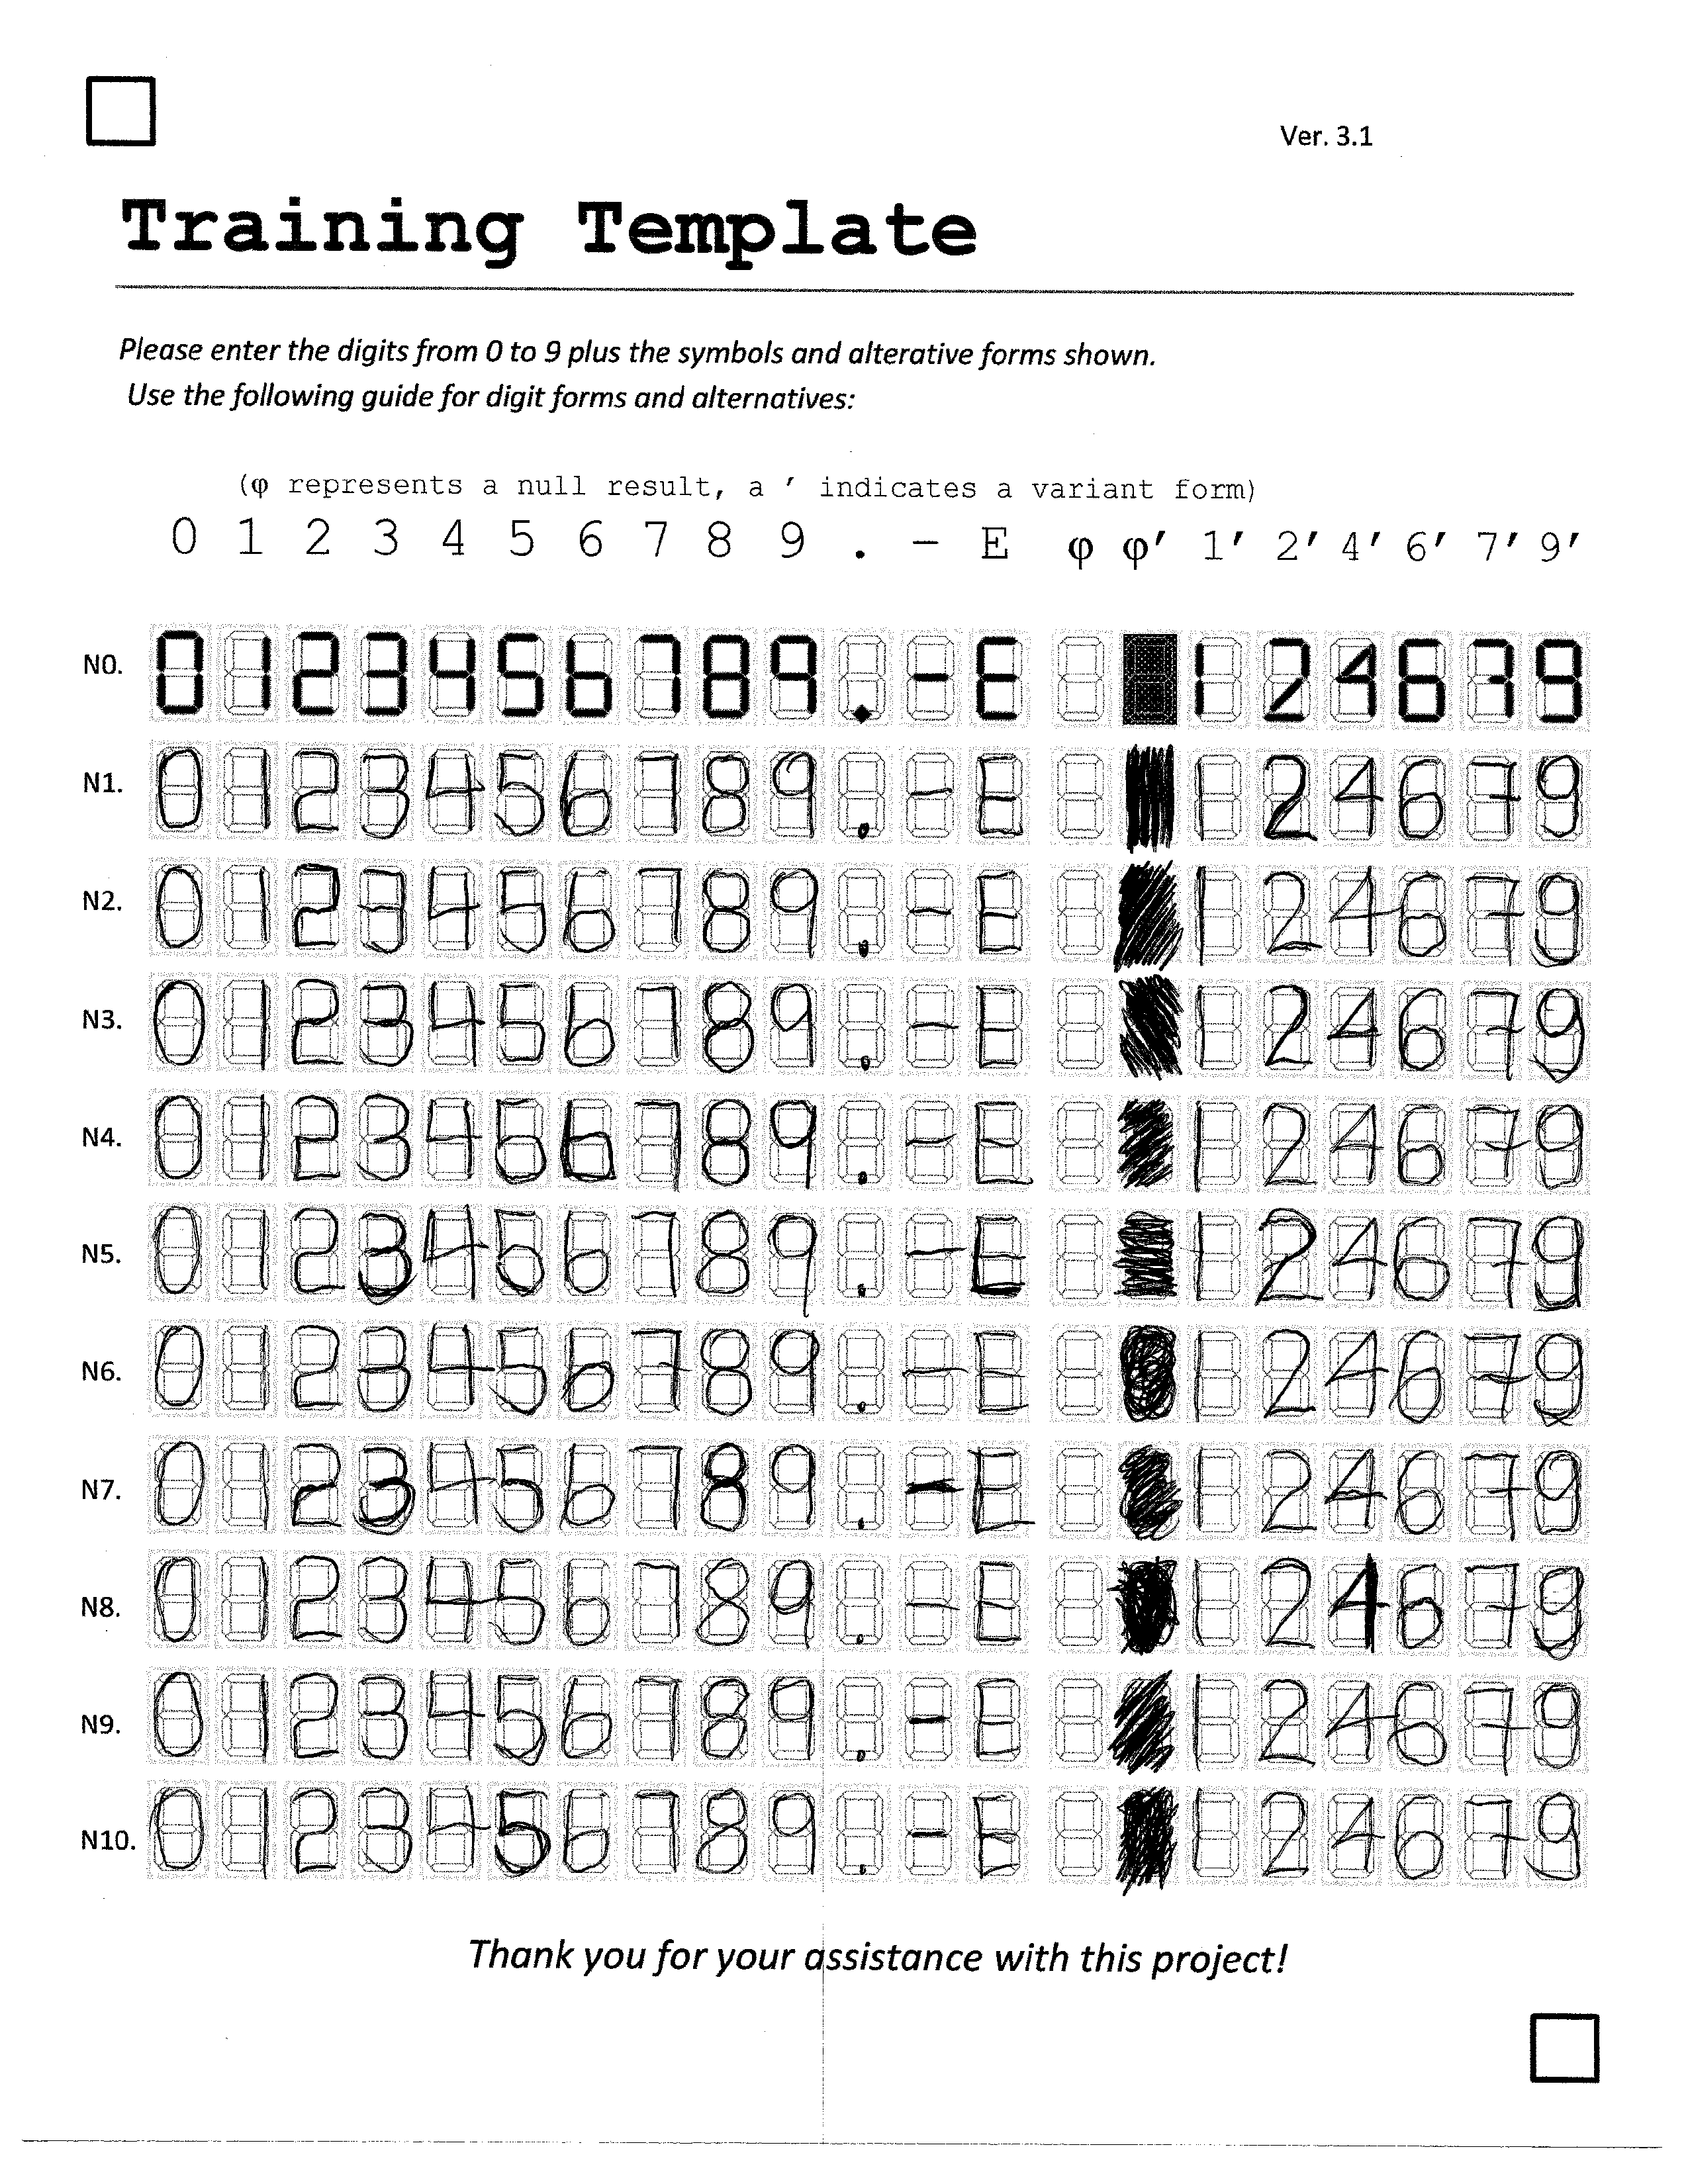 Ver. 3.1
Training Template
Please enter the digits from 0 to 9 plus the symbols and alterative forms shown.
Use the following guide for digit forms and alternatives:
(φ represents a null result, a ′ indicates a variant form)
0 1 2 3 4 5 6 7 8 9 . − E φ φ′ 1′ 2′ 4′ 6′ 7′ 9′
N0. 0 1 2 3 4 5 6 7 8 9 . - E 1 2 4 6 7 9
N1. 0 1 2 3 4 5 6 7 8 9 . - E 1 2 4 6 7 9
N2. 0 1 2 3 4 5 6 7 8 9 . - E 1 2 4 6 7 9
N3. 0 1 2 3 4 5 6 7 8 9 . - E 1 2 4 6 7 9
N4. 0 1 2 3 4 5 6 7 8 9 . - E 1 2 4 6 7 9
N5. 0 1 2 3 4 5 6 7 8 9 . - E 1 2 4 6 7 9
N6. 0 1 2 3 4 5 6 7 8 9 . - E 1 2 4 6 7 9
N7. 0 1 2 3 4 5 6 7 8 9 . - E 1 2 4 6 7 9
N8. 0 1 2 3 4 5 6 7 8 9 . - E 1 2 4 6 7 9
N9. 0 1 2 3 4 5 6 7 8 9 . - E 1 2 4 6 7 9
N10. 0 1 2 3 4 5 6 7 8 9 . - E 1 2 4 6 7 9
Thank you for your assistance with this project!